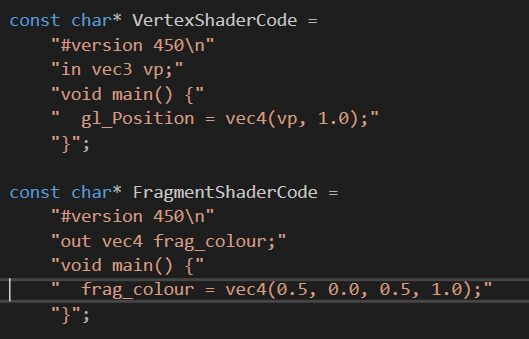 const char* VertexShaderCode =
    "#version 450\n"
    "in vec3 vp;"
    "void main() {"
    "  gl_Position = vec4(vp, 1.0);"
    "}";

const char* FragmentShaderCode =
    "#version 450\n"
    "out vec4 frag_colour;"
    "void main() {"
    "  frag_colour = vec4(0.5, 0.0, 0.5, 1.0);"
    "}";